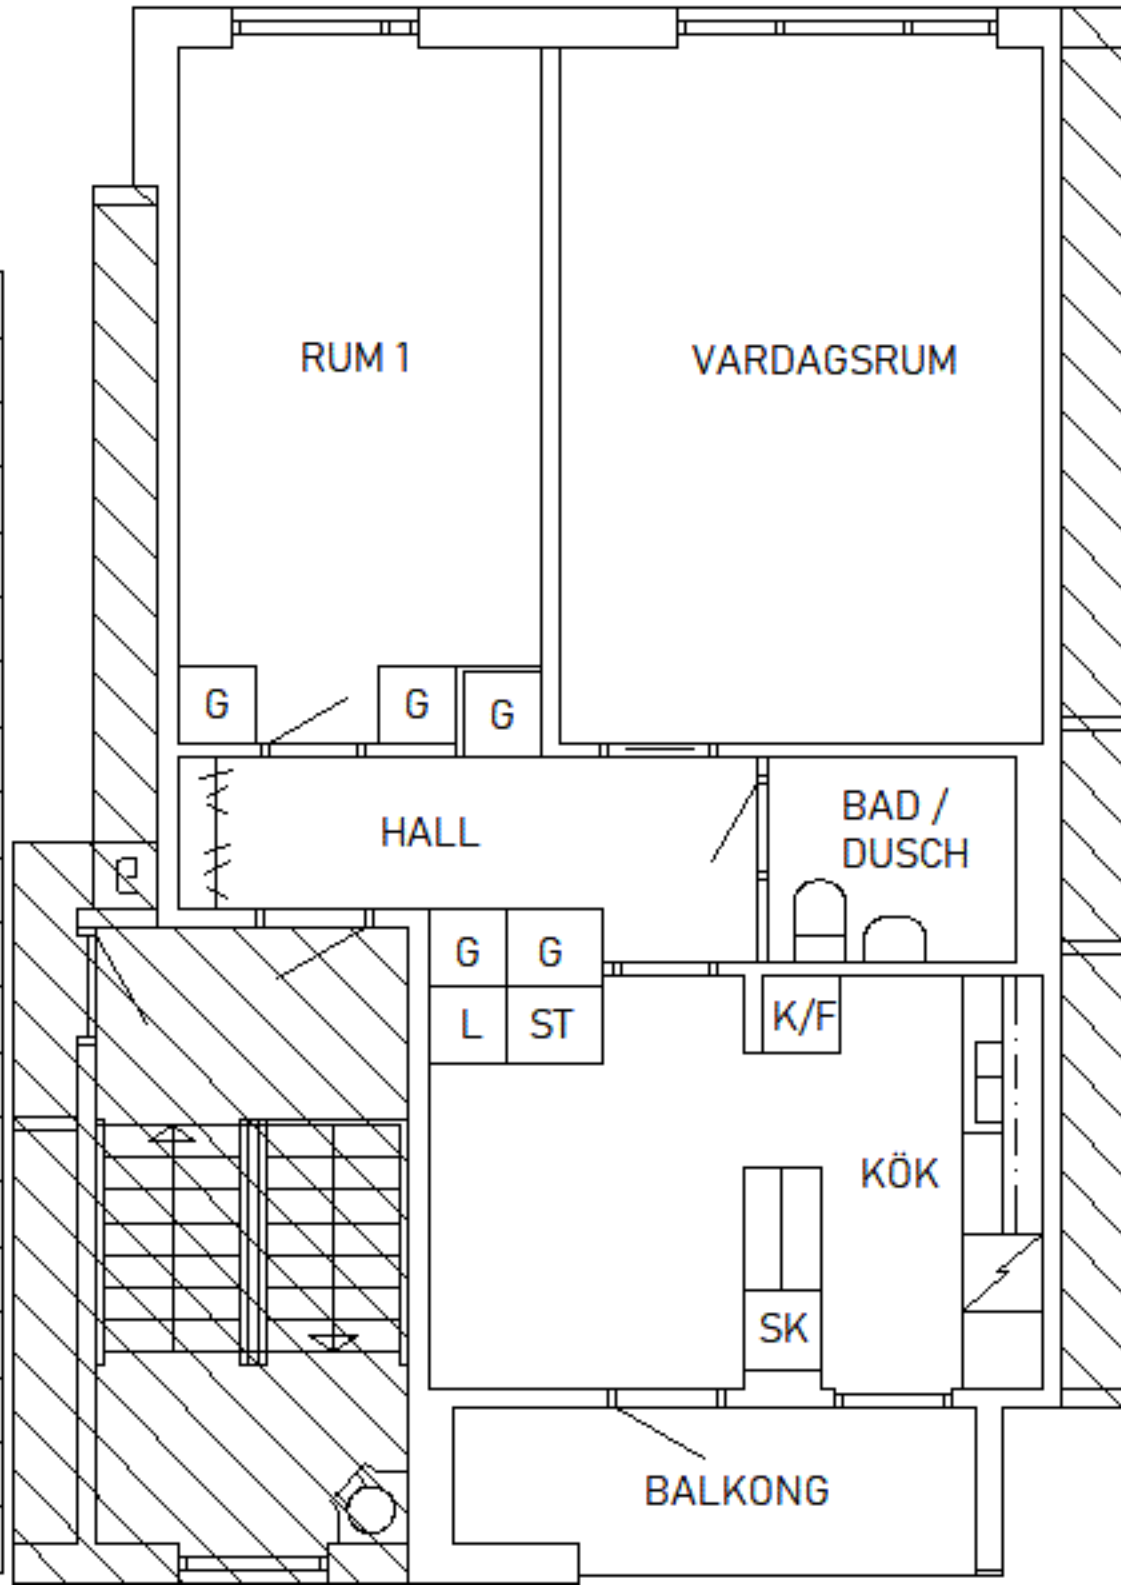 RUM 1
VARDAGSRUM
G
G
G
HALL
BAD /
DUSCH
G
G
L
ST
K/F
KÖK
SK
BALKONG